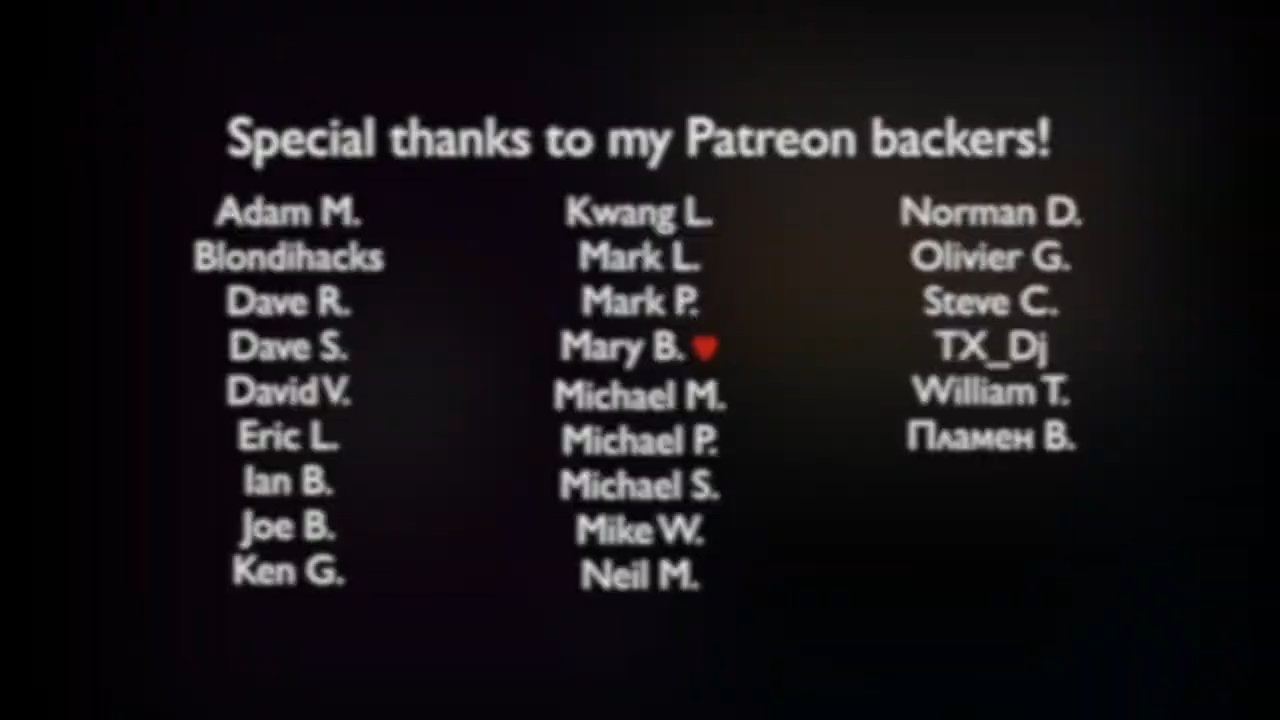 Special thanks to my Patreon backers!
Adam M.
Blondihacks
Dave R.
Dave S.
David V.
Eric L.
Ian B.
Joe B.
Ken G.
Kwang L.
Mark L.
Mark P.
Mary B. ♥
Michael M.
Michael P.
Michael S.
Mike W.
Neil M.
Norman D.
Olivier G.
Steve C.
TX_Dj
William T.
Пламен В.